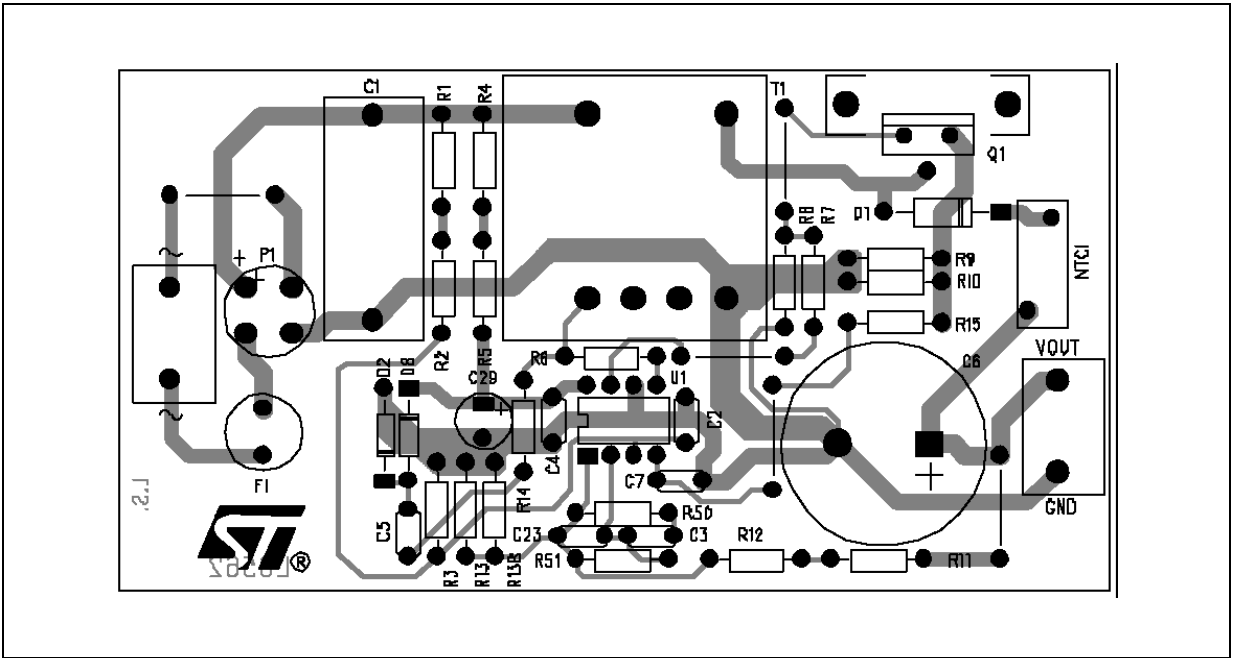 C1
R1
R4
T1
Q1
R8
R7
D1
P1
+
+
R9
NTC1
R10
R15
VOUT
C6
R2
R5
R6
D2
D8
C29
U1
+
C2
C4
C7
+
F1
L.S.
R14
R50
GND
C5
C23
C3
R12
ST®
L6562
R3
R13
R13B
R51
R11